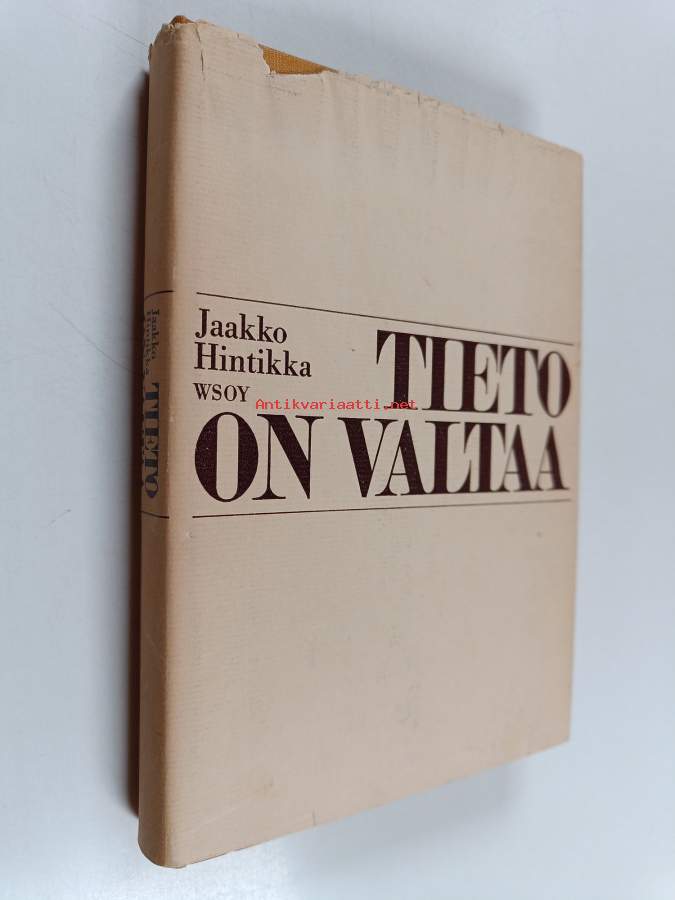 Jaakko
Hintikka
WSOY
TIETO
ON VALTAA
Antikvariaatti.net
Jaakko
Hintikka
TIETO